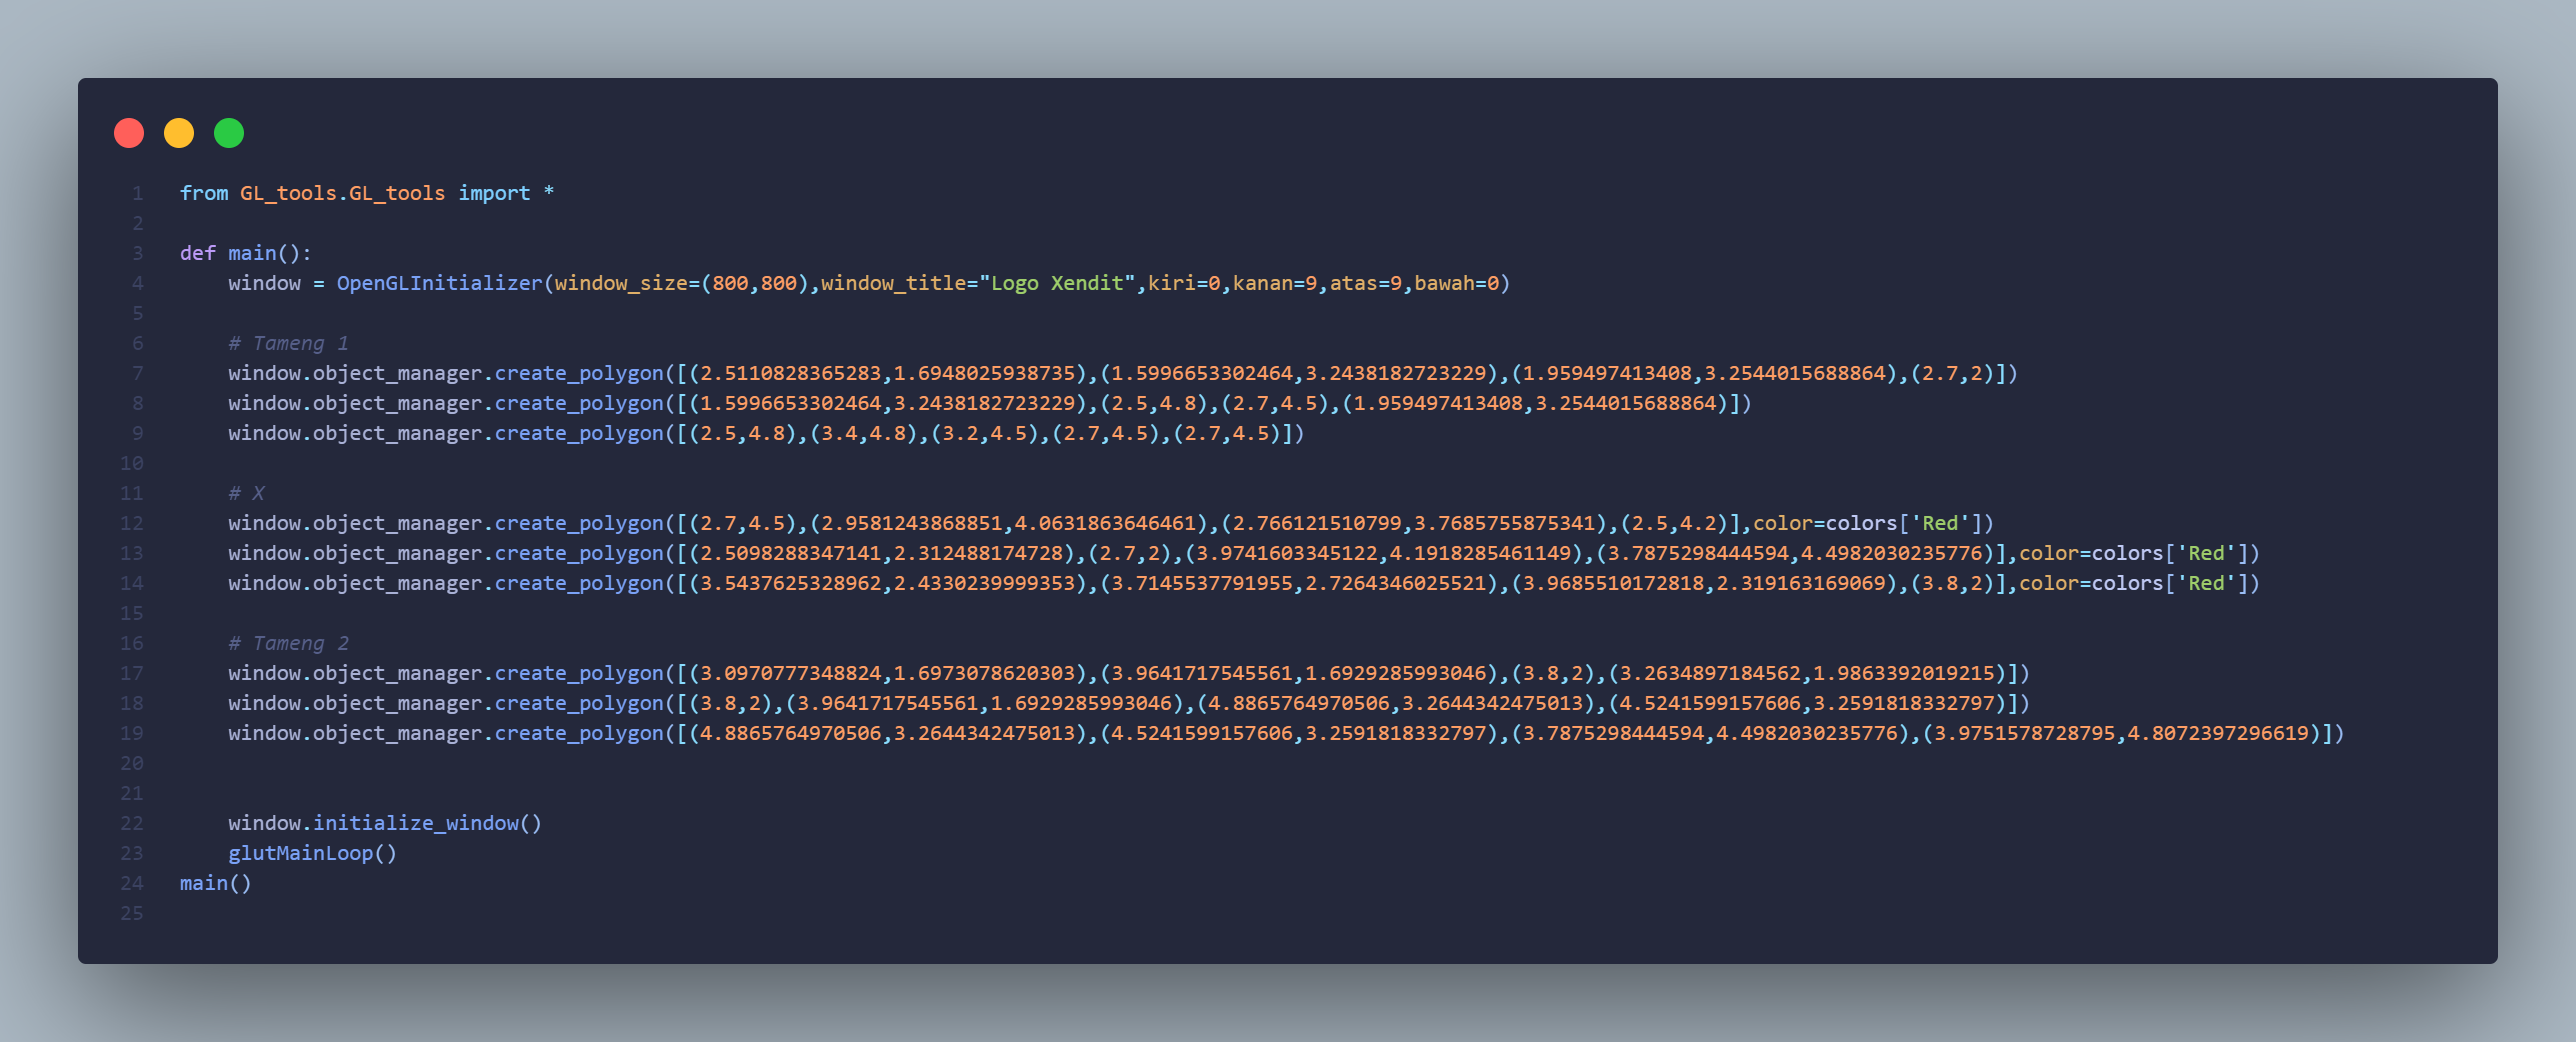 1 from GL_tools.GL_tools import *
2
3 def main():
4     window = OpenGLInitializer(window_size=(800,800),window_title="Logo Xendit",kiri=0,kanan=9,atas=9,bawah=0)
5
6     # Tameng 1
7     window.object_manager.create_polygon([(2.5110828365283,1.6948025938735),(1.5996653302464,3.2438182723229),(1.959497413408,3.2544015688864),(2.7,2)])
8     window.object_manager.create_polygon([(1.5996653302464,3.2438182723229),(2.5,4.8),(2.7,4.5),(1.959497413408,3.2544015688864)])
9     window.object_manager.create_polygon([(2.5,4.8),(3.4,4.8),(3.2,4.5),(2.7,4.5),(2.7,4.5)])
10
11     # X
12     window.object_manager.create_polygon([(2.7,4.5),(2.9581243868851,4.0631863646461),(2.766121510799,3.7685755875341),(2.5,4.2)],color=colors['Red'])
13     window.object_manager.create_polygon([(2.5098288347141,2.312488174728),(2.7,2),(3.9741603345122,4.1918285461149),(3.7875298444594,4.4982030235776)],color=colors['Red'])
14     window.object_manager.create_polygon([(3.5437625328962,2.4330239999353),(3.7145537791955,2.7264346025521),(3.9685510172818,2.319163169069),(3.8,2)],color=colors['Red'])
15
16     # Tameng 2
17     window.object_manager.create_polygon([(3.0970777348824,1.6973078620303),(3.9641717545561,1.6929285993046),(3.8,2),(3.2634897184562,1.9863392019215)])
18     window.object_manager.create_polygon([(3.8,2),(3.9641717545561,1.6929285993046),(4.8865764970506,3.2644342475013),(4.5241599157606,3.2591818332797)])
19     window.object_manager.create_polygon([(4.8865764970506,3.2644342475013),(4.5241599157606,3.2591818332797),(3.7875298444594,4.4982030235776),(3.9751578728795,4.8072397296619)])
20
21
22     window.initialize_window()
23     glutMainLoop()
24 main()
25